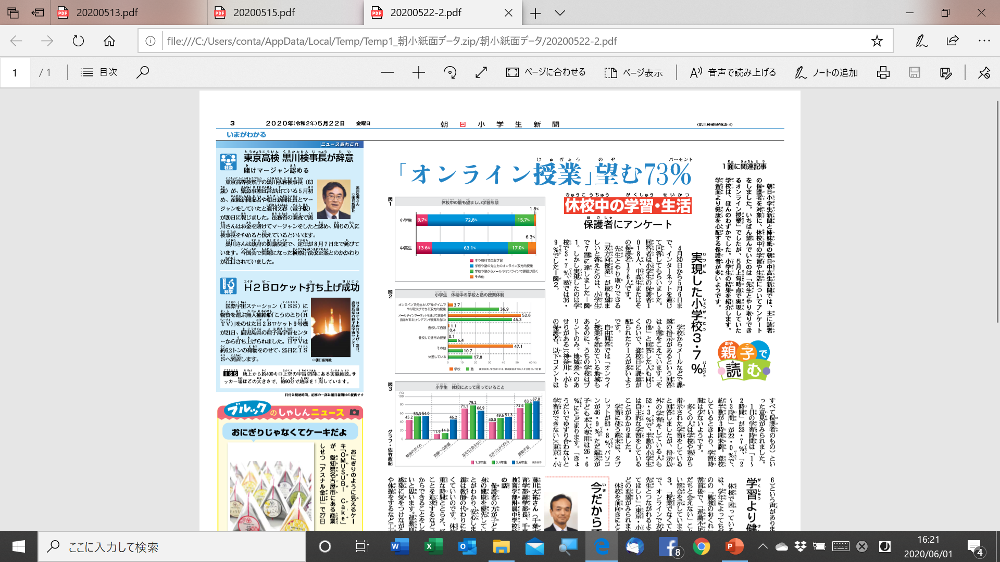 20200513.pdf
20200515.pdf
20200522-2.pdf
file:///C:/Users/conta/AppData/Local/Temp/Temp1_朝小紙面データ.zip/朝小紙面データ/20200522-2.pdf
1
/ 1
目次
ページに合わせる
ページ表示
音声で読み上げる
ノートの追加
3
2020年(令和2年)5月22日 金曜日
朝日小学生新聞
(第三種郵便物認可)
いまがわかる
ニュースあれこれ
社会
東京高検 黒川検事長が辞意
賭けマージャン認める
東京高等検察庁の黒川弘務検事長（63
歳）が、緊急事態宣言が出ている5月初
め、産経新聞記者や朝日新聞社員とマー
ジャンをしていたと週刊文春（電子版）
が20日に報じました。法務省の調査で黒
川さんはお金を賭けてマージャンをしたと認め、周りの人に
検事長をやめると伝えているといいます。
黒川さんは政府の閣議決定で、定年が8月7日まで延びて
います。今国会で問題になった検察庁法改正案とのかかわり
が注目されていました。
黒川弘務さん
©朝日新聞社
科学
H2Bロケット打ち上げ成功
国際宇宙ステーション（ISS）に
物資を運ぶ無人補給船「こうのとり（H
TV）」をのせたH2Bロケット9号機
が21日、鹿児島県の種子島宇宙センタ
ーから打ち上げられました。HTVは
約6.2トンの荷物をのせて、25日にIS
Sへ到着します。
H2Bロケットの打ち上げ=21日、
鹿児島県の種子島宇宙センター
©朝日新聞社
ISS 地上から約400キロ上空の宇宙空間にある実験施設。サ
ッカー場ほどの大きさで、約90分で地球を1周しています。
日付は現地時間。記事の一部は朝日新聞社の提供です
ブルックのしゃしんニュース
おにぎりじゃなくてケーキだよ
おにぎりのように見えるケー
キ「OMUSUBI Cake」
が、愛知県名古屋市にある商業
しせつ「アスナル金山」で27日
「オンライン授業」望む73%
休校中の学習・生活
保護者にアンケート
1面に関連記事
朝日小学生新聞と姉妹紙の朝日中高生新聞では、主に読者
の保護者を対象に、休校中の学習や生活についてアンケート
をしました。いちばん望んでいたのは「先生とやり取りでき
るオンライン授業」でしたが、5月上旬時点で実現していた
学校は、ほんのわずかでした。小学生の結果を紹介します。
学習面より健康を心配する保護者が多いようです。
親子で読む
実現した小学校3・7%
4月30日から5月6日ま
で、インターネットを通じ
て回答してもらいました。
回答者は小学生の保護者1
018人、中高生またはそ
の保護者176人です。
先生とやり取りできる
「双方向授業」が最も望ま
しいと答えたのは、小学生
で7割に達しました=図
1。しかし実現したのは学
校で3・7%、塾では36・
9%でした=図2。
学校からメールなどで課
題の指示があるという回答
は5割をこえています。「そ
の他」と回答した人も同じ
くらいで、登校日に課題が
配られたケースが多いよう
です。
自由回答では「オンライ
ン授業を始めている地域も
あるのに、うちの学校はプ
リントのみ。地域差へのあ
せりがある」（神奈川・小5
の保護者、以下コメントは
すべて保護者のもの）とい
った意見がみられました。
1日の学習時間は「1～
2時間」が23・7%、「2
～3時間」が22・0%で、
約半数が3時間未満。登校
しているときより、学習時
間は少ないようです。
多くの人は学校や塾から
指示された学習をしている
と回答しましたが、指示以
外の学習をしている人も
52・3%で、半数の小学生
は自主的な学習をしている
ことがわかりました。
学習に使う端末は、タブ
レットが63・8%、パソコ
ンが46・9%。ただ端末が
子ども本人専用は26・6
%にとどまります。「きょ
うだいでゆずり合わないと
学習ができない」（東京・小
6）という声がありま
学習より健
休校で困っている
は、学年によってち
のの「勉強のおくれ」
割前後で、「運動不足
だちと会えない」こと
い割合を示しています
3。「授業でなくてい
で、オンラインで友だ
先生とつながれるよ
てほしい」（東京・小
どの要望がみられます
休校を前向きにと
今だからで
藤川大祐さん（千葉大
育学部副学部長、千葉
教育学部附属中学校校
の話
保護者の方が子ども
身の健康を優先してい
とがわかり、安心しま
親は教師の代わりにな
くていいのです。休校
重な時間ととらえ、好
ことを追求するなど、
からできることをした
いと思います。運動面
感染に気をつけながら
や体操をするなど工夫
図1
休校中の最も望ましい学習形態
小学生 9.7% 72.8% 15.7% 1.8%
中高生 13.6% 63.1% 17.0% 6.3%
本や教材で自主学習
学校や塾の先生とのオンライン双方向授業
学校や塾からメールやオンラインで課題が届く
その他
図2
小学生 休校中の学校と塾の授業体制
オンラインで先生とリアルタイムで
やり取りができる双方向授業
3.7
36.9
メールやインターネットを通じて課題の
指示がある(オンデマンド授業を含む)
52.8
46.3
登校して自習
1.1
0.4
登校して通常の授業
0.1
6.4
その他
47.1
10.7
休塾している
17.8
0 10 20 30 40 50 60(%)
学校 塾
図3
小学生 休校によって困っていること
(%)
100
80
60
40
20
0
45.2 53.3 54.0
11.9 14.8 46.2
71.1 79.2 66.9
40.0 49.6 51.3
72.6 83.2 87.8
勉強のおくれ
受験への影響
友だちと会えない
生活リズムがくずれる
運動不足
1,2年生 3,4年生 5,6年生 複数回答
グラフ・佐竹政紀
ここに入力して検索
8
16:21
2020/06/01
4